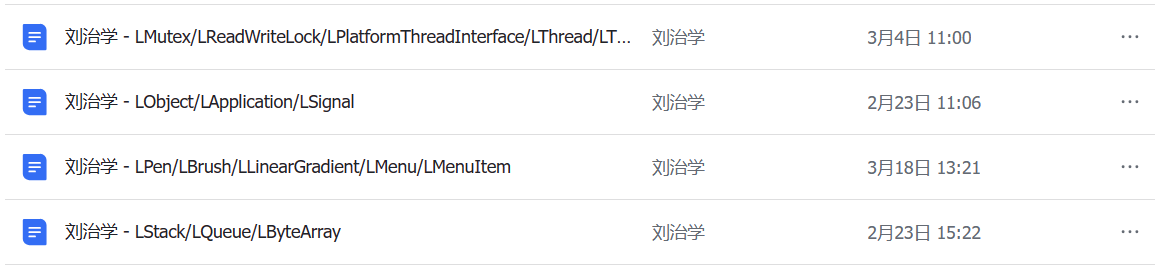 刘治学 - LMutex/LReadWriteLock/LPlatformThreadInterface/LThread/LT... 刘治学 3月4日 11:00 ...
刘治学 - LObject/LApplication/LSignal 刘治学 2月23日 11:06 ...
刘治学 - LPen/LBrush/LLinearGradient/LMenu/LMenuItem 刘治学 3月18日 13:21 ...
刘治学 - LStack/LQueue/LByteArray 刘治学 2月23日 15:22 ...